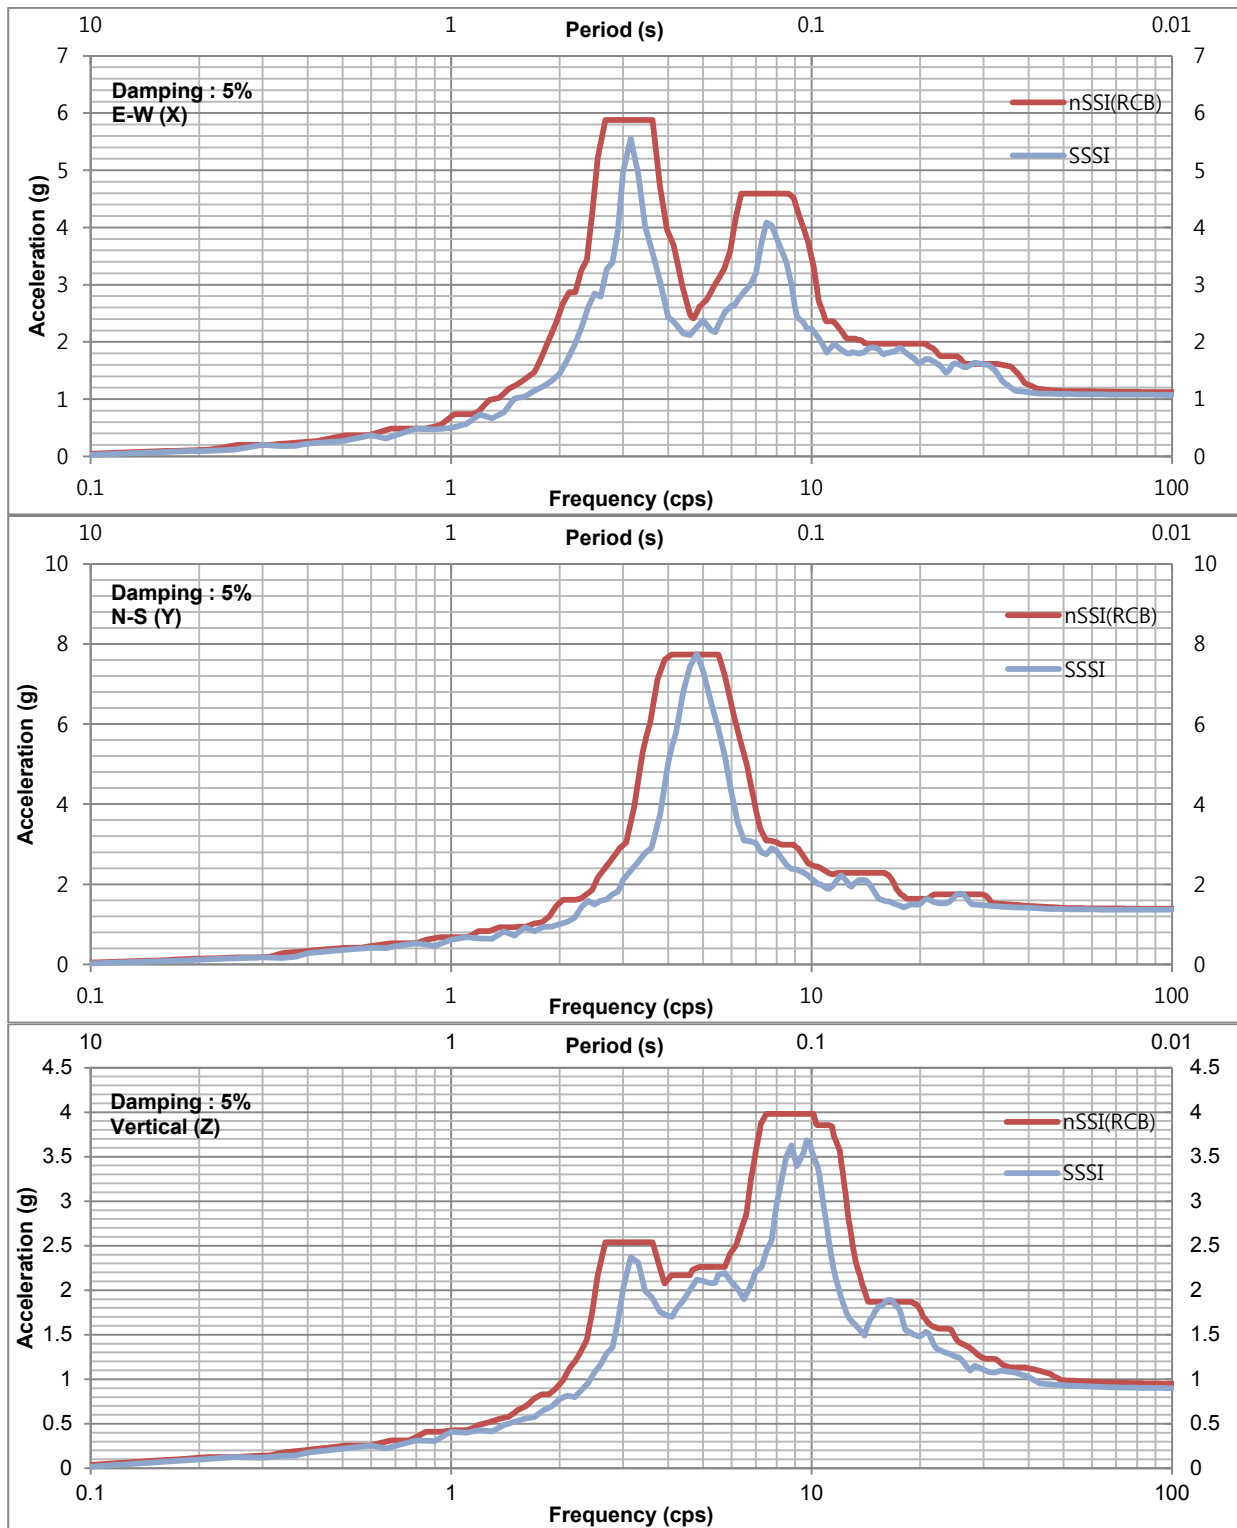 10 1 Period (s) 0.1 0.01
7 7
Damping : 5%
E-W (X)
nSSI(RCB)
6 6
SSSI
5 5
4 4
Acceleration (g)
3 3
2 2
1 1
0 0
0.1 1 10 100
Frequency (cps)
10 1 Period (s) 0.1 0.01
10 10
Damping : 5%
N-S (Y)
nSSI(RCB)
8 8
SSSI
6 6
Acceleration (g)
4 4
2 2
0 0
0.1 1 10 100
Frequency (cps)
10 1 Period (s) 0.1 0.01
4.5 4.5
Damping : 5%
Vertical (Z)
nSSI(RCB)
4 4
SSSI
3.5 3.5
3 3
2.5 2.5
Acceleration (g)
2 2
1.5 1.5
1 1
0.5 0.5
0 0
0.1 1 10 100
Frequency (cps)